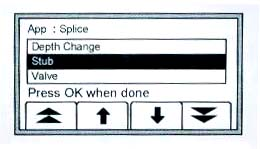 App : Splice
Depth Change
Stub
Valve
Press OK when done